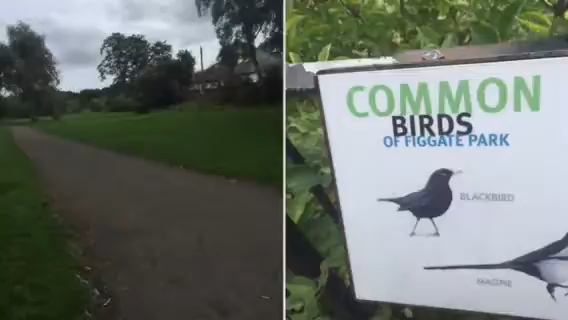 COMMON
BIRDS
OF FIGGATE PARK
BLACKBIRD
MAGPIE